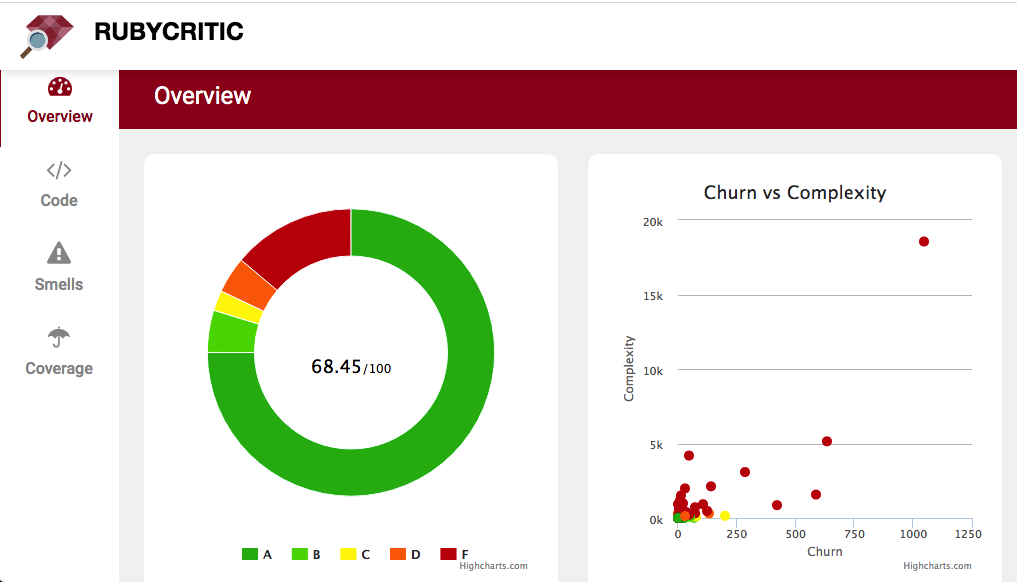 RUBYCRITIC
Overview
Code
Smells
Coverage
Overview
68.45/100
A B C D F
Highcharts.com
Churn vs Complexity
20k
15k
10k
5k
0k
Complexity
0 250 500 750 1000 1250
Churn
Highcharts.com